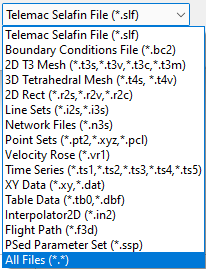 Telemac Selafin File (*.slf)
Telemac Selafin File (*.slf)
Boundary Conditions File (*.bc2)
2D T3 Mesh (*.t3s,*.t3v,*t3c,*t3m)
3D Tetrahedral Mesh (*.t4s, *.t4v)
2D Rect (*.r2s,*r2v,*r2c)
Line Sets (*.i2s,*.i3s)
Network Files (*.n3s)
Point Sets (*.pt2,*.xyz,*.pcl)
Velocity Rose (*.vr1)
Time Series (*.ts1,*.ts2,*.ts3,*.ts4,*.ts5)
XY Data (*.xy,*.dat)
Table Data (*.tb0,*.dbf)
Interpolator2D (*.in2)
Flight Path (*.f3d)
PSed Parameter Set (*.ssp)
All Files (*.*)